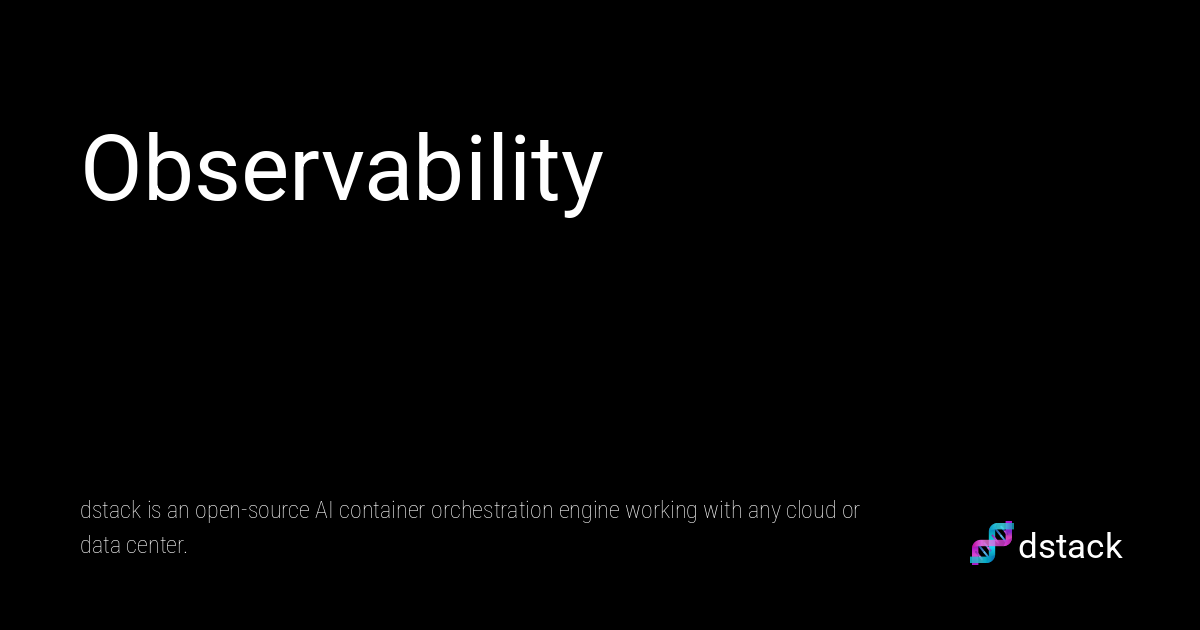 Observability
dstack is an open-source AI container orchestration engine working with any cloud or
data center.
dstack